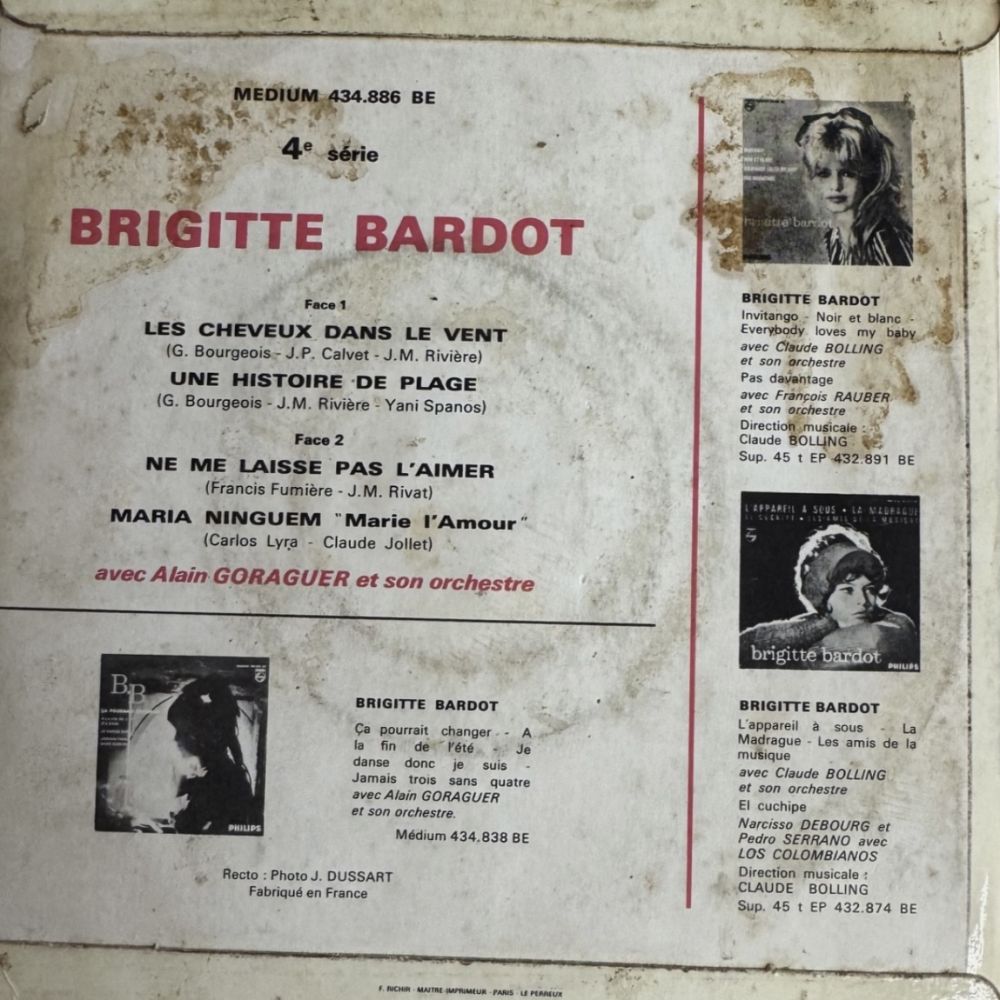 MEDIUM 434.886 BE
4e série
BRIGITTE BARDOT
Face 1
LES CHEVEUX DANS LE VENT
(G. Bourgeois - J.P. Calvet - J.M. Rivière)
UNE HISTOIRE DE PLAGE
(G. Bourgeois - J.M. Rivière - Yani Spanos)
Face 2
NE ME LAISSE PAS L'AIMER
(Francis Fumière - J.M. Rivat)
MARIA NINGUEM "Marie l'Amour"
(Carlos Lyra - Claude Jollet)
avec Alain GORAGUER et son orchestre
BB
PHILIPS
BRIGITTE BARDOT
Ça pourrait changer - A
la fin de l'été - Je
danse donc je suis -
Jamais trois sans quatre
avec Alain GORAGUER
et son orchestre.
Médium 434.838 BE
Recto : Photo J. DUSSART
Fabriqué en France
brigitte bardot
BRIGITTE BARDOT
Invitango - Noir et blanc -
Everybody loves my baby
avec Claude BOLLING
et son orchestre
Pas davantage
avec François RAUBER
et son orchestre
Direction musicale :
Claude BOLLING
Sup. 45 t EP 432.891 BE
L'APPAREIL A SOUS • LA MADRAGUE
EL CUCHIPE • LES AMIS DE LA MUSIQUE
brigitte bardot
PHILIPS
BRIGITTE BARDOT
L'appareil à sous - La
Madrague - Les amis de la
musique
avec Claude BOLLING
et son orchestre
El cuchipe
Narcisso DEBOURG et
Pedro SERRANO avec
LOS COLOMBIANOS
Direction musicale :
CLAUDE BOLLING
Sup. 45 t EP 432.874 BE
F. RICHIR - MAITRE-IMPRIMEUR - PARIS - LE PERREUX